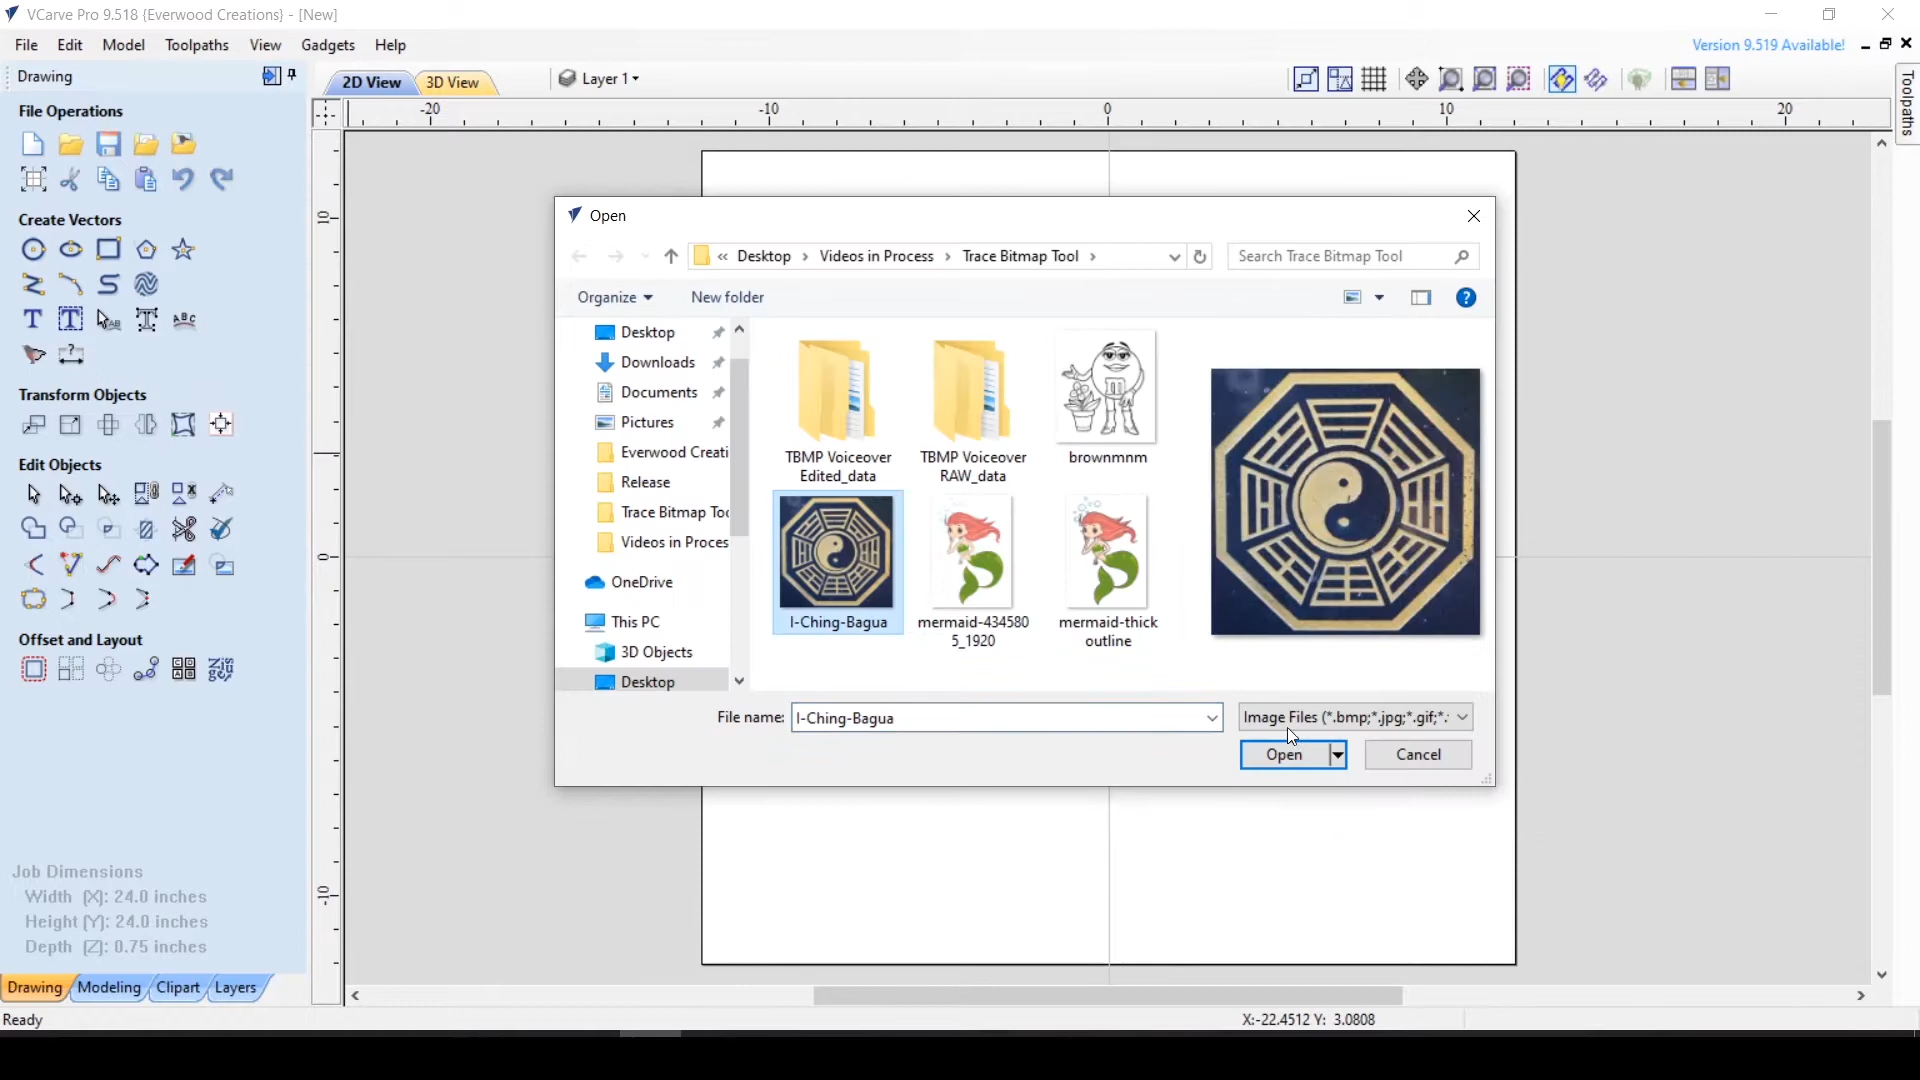 VCarve Pro 9.518 {Everwood Creations} - [New]
File Edit Model Toolpaths View Gadgets Help
Version 9.519 Available!
Drawing
2D View 3D View
Layer 1
Toolpaths
-20 -10 0 10 20
10
0
-10
File Operations
Create Vectors
Transform Objects
Edit Objects
Offset and Layout
Job Dimensions
Width (X): 24.0 inches
Height (Y): 24.0 inches
Depth (Z): 0.75 inches
Drawing Modeling Clipart Layers
Ready
X:-22.4512 Y: 3.0808
Open
« Desktop › Videos in Process › Trace Bitmap Tool ›
Search Trace Bitmap Tool
Organize New folder
Desktop
Downloads
Documents
Pictures
Everwood Creati
Release
Trace Bitmap Too
Videos in Proces
OneDrive
This PC
3D Objects
Desktop
TBMP Voiceover
Edited_data
TBMP Voiceover
RAW_data
brownmnm
I-Ching-Bagua
mermaid-434580
5_1920
mermaid-thick
outline
File name: I-Ching-Bagua
Image Files (*.bmp;*.jpg;*.gif;*.
Open Cancel